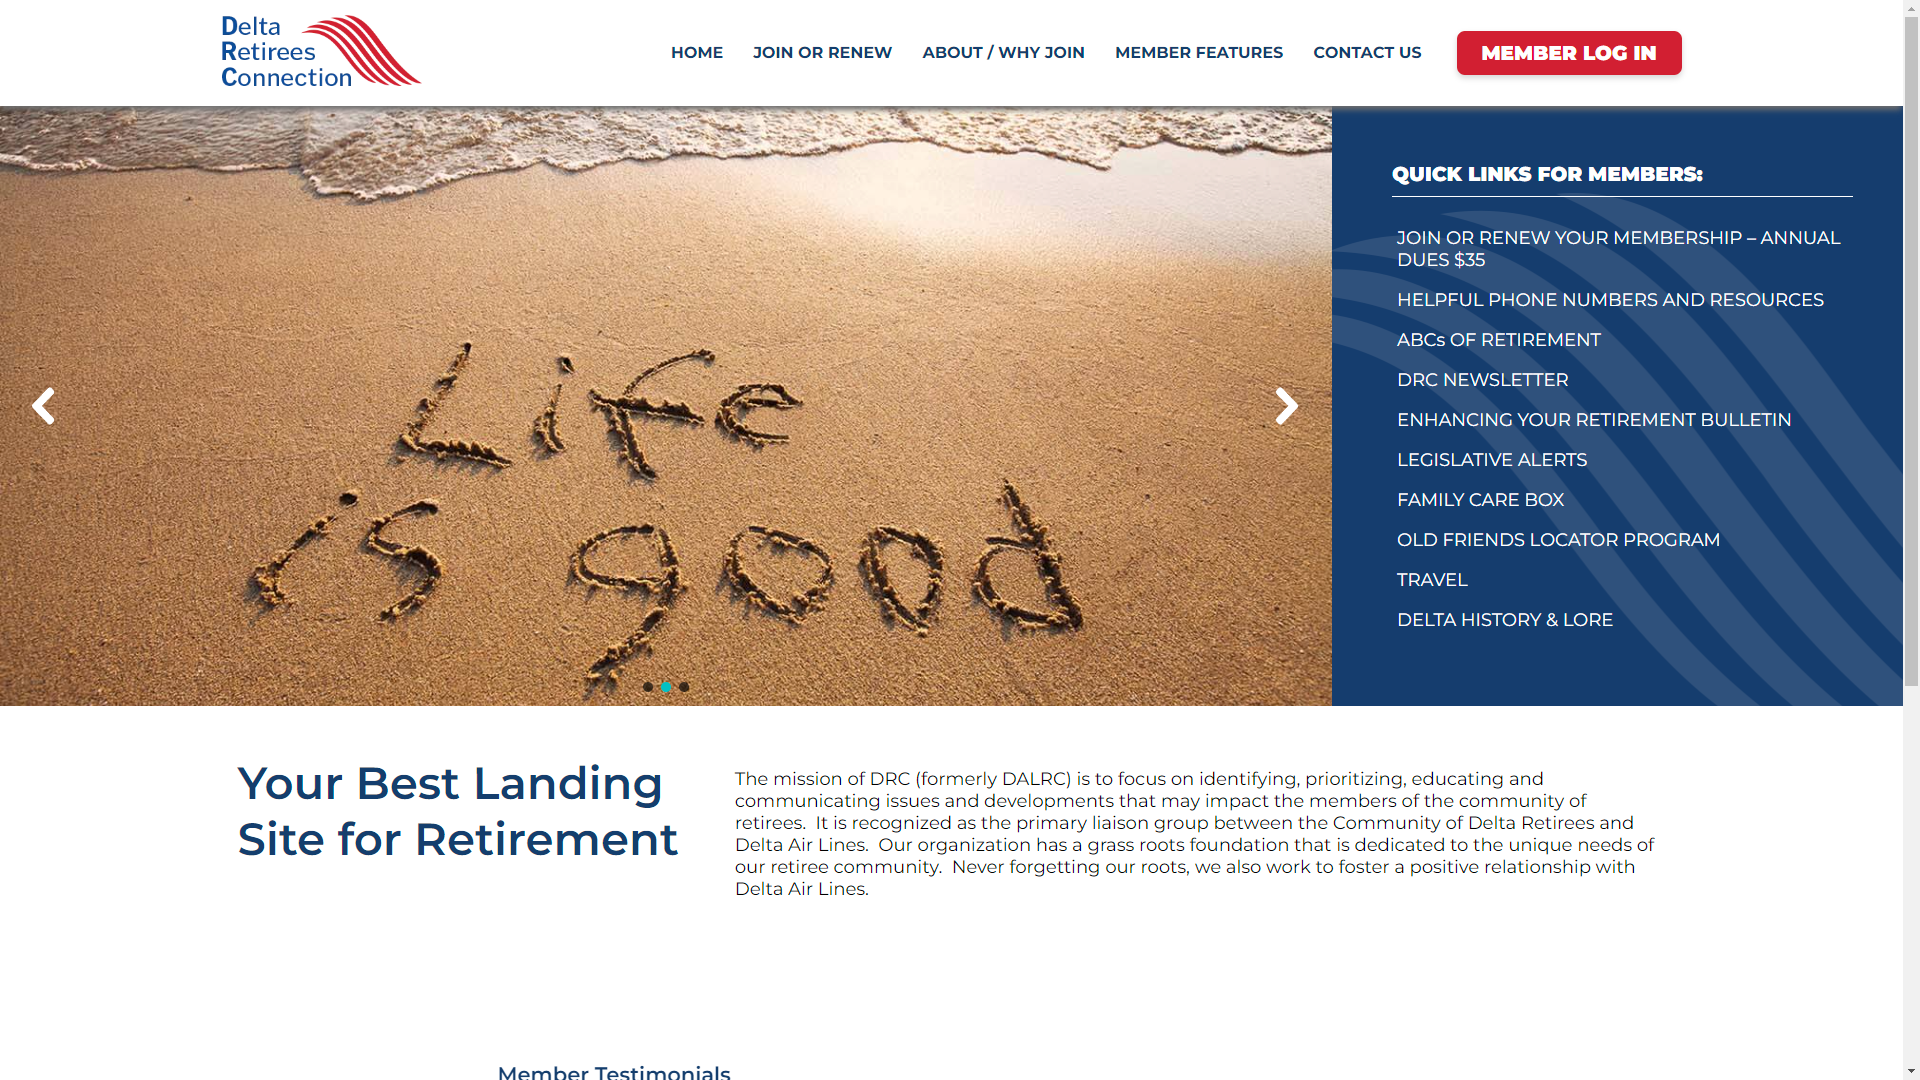 Delta
Retirees
Connection
HOME
JOIN OR RENEW
ABOUT / WHY JOIN
MEMBER FEATURES
CONTACT US
MEMBER LOG IN
Life
is good
QUICK LINKS FOR MEMBERS:
JOIN OR RENEW YOUR MEMBERSHIP – ANNUAL
DUES $35
HELPFUL PHONE NUMBERS AND RESOURCES
ABCs OF RETIREMENT
DRC NEWSLETTER
ENHANCING YOUR RETIREMENT BULLETIN
LEGISLATIVE ALERTS
FAMILY CARE BOX
OLD FRIENDS LOCATOR PROGRAM
TRAVEL
DELTA HISTORY & LORE
Your Best Landing
Site for Retirement
The mission of DRC (formerly DALRC) is to focus on identifying, prioritizing, educating and
communicating issues and developments that may impact the members of the community of
retirees.  It is recognized as the primary liaison group between the Community of Delta Retirees and
Delta Air Lines.  Our organization has a grass roots foundation that is dedicated to the unique needs of
our retiree community.  Never forgetting our roots, we also work to foster a positive relationship with
Delta Air Lines.
Member Testimonials